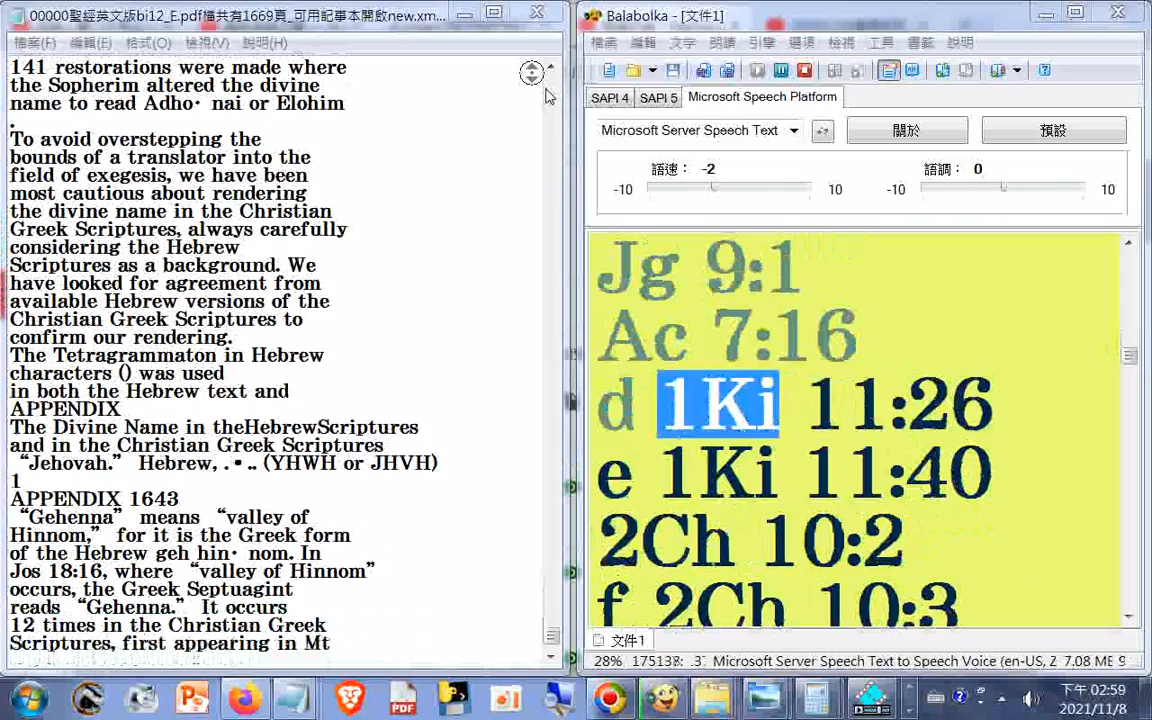 00000聖經英文版bi12_E.pdf檔共有1669頁_可用記事本開啟new.xm...
檔案(F) 編輯(E) 格式(O) 檢視(V) 說明(H)
141 restorations were made where
the Sopherim altered the divine
name to read Adho· nai or Elohim
.
To avoid overstepping the
bounds of a translator into the
field of exegesis, we have been
most cautious about rendering
the divine name in the Christian
Greek Scriptures, always carefully
considering the Hebrew
Scriptures as a background. We
have looked for agreement from
available Hebrew versions of the
Christian Greek Scriptures to
confirm our rendering.
The Tetragrammaton in Hebrew
characters () was used
in both the Hebrew text and
APPENDIX
The Divine Name in theHebrewScriptures
and in the Christian Greek Scriptures
“Jehovah.” Hebrew, .•.. (YHWH or JHVH)
1
APPENDIX 1643
“Gehenna” means “valley of
Hinnom,” for it is the Greek form
of the Hebrew geh hin· nom. In
Jos 18:16, where “valley of Hinnom”
occurs, the Greek Septuagint
reads “Gehenna.” It occurs
12 times in the Christian Greek
Scriptures, first appearing in Mt
Balabolka - [文件1]
檔案 編輯 文字 朗讀 引擎 選項 檢視 工具 書籤 說明
SAPI 4 SAPI 5 Microsoft Speech Platform
Microsoft Server Speech Text 關於 預設
語速： -2 語調： 0
-10 10 -10 10
Jg 9:1
Ac 7:16
d 1Ki 11:26
e 1Ki 11:40
2Ch 10:2
f 2Ch 10:3
文件1
28% Microsoft Server Speech Text to Speech Voice (en-US, Z 7.08 MB
PDF
下午 02:59
2021/11/8